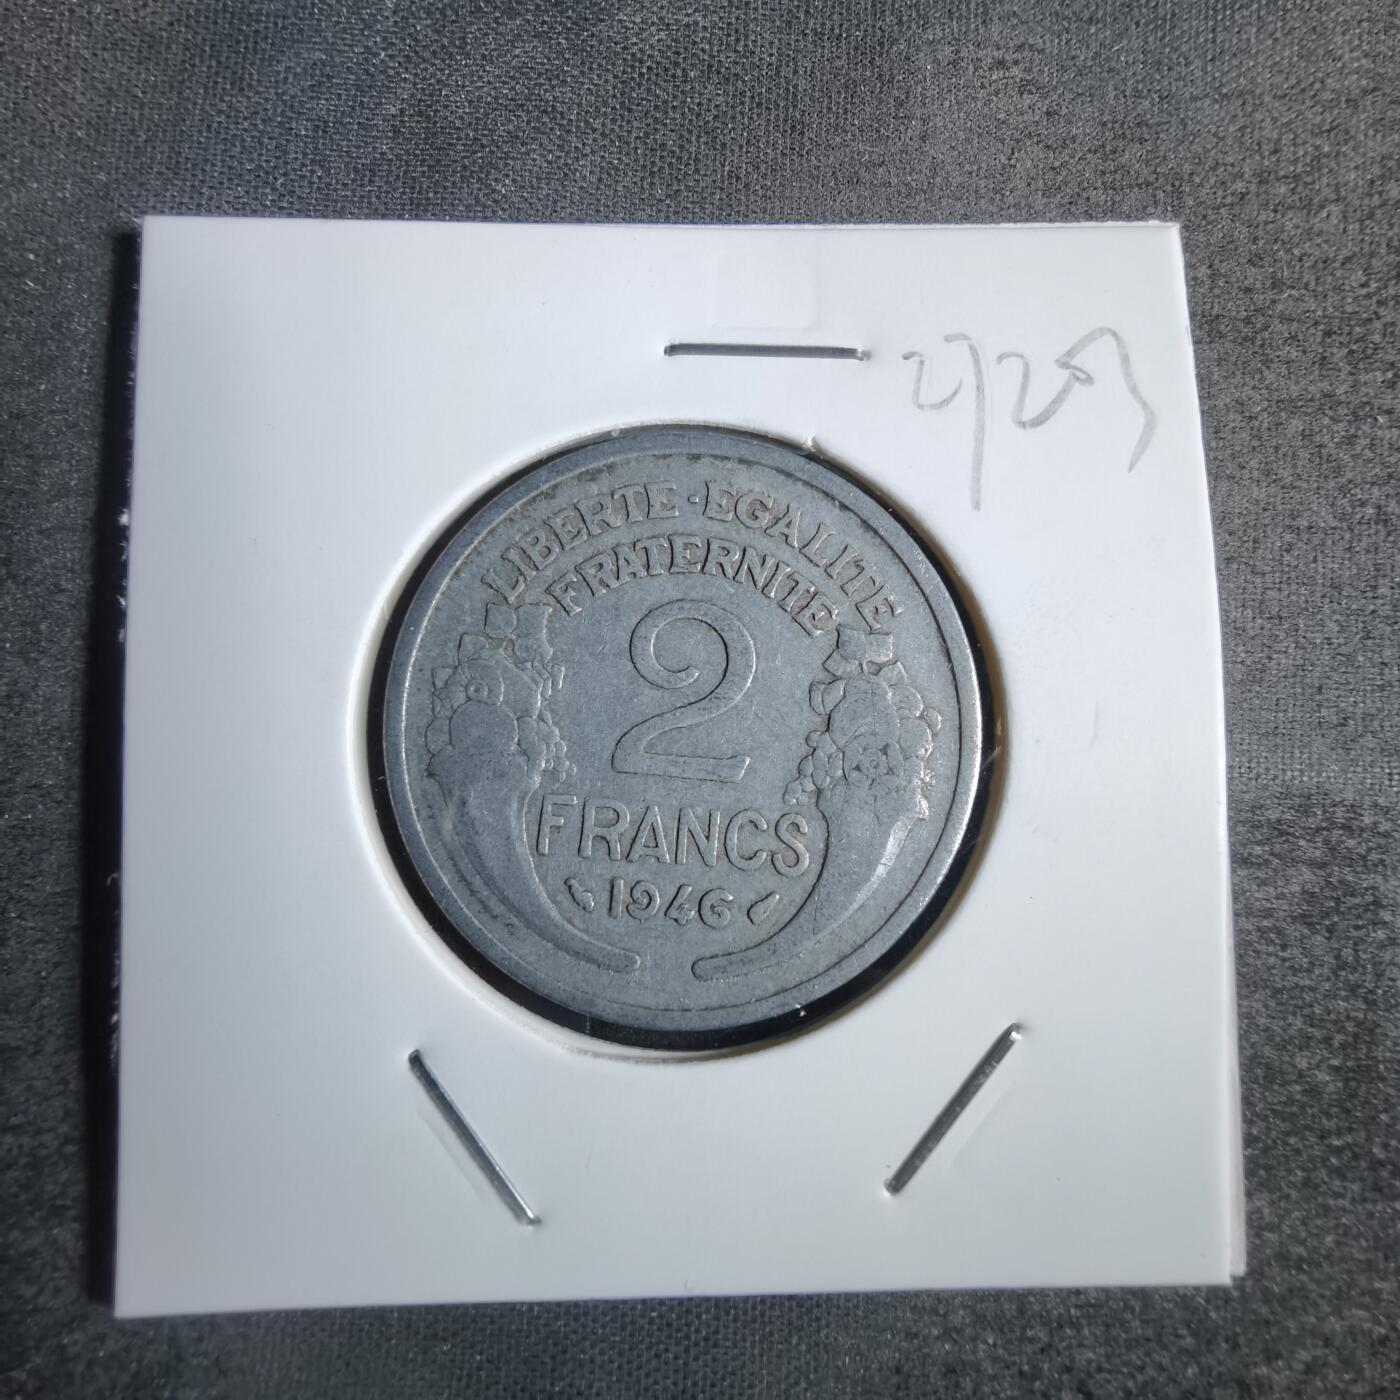 LIBERTE · EGALITE
FRATERNITE
2
FRANCS
1946